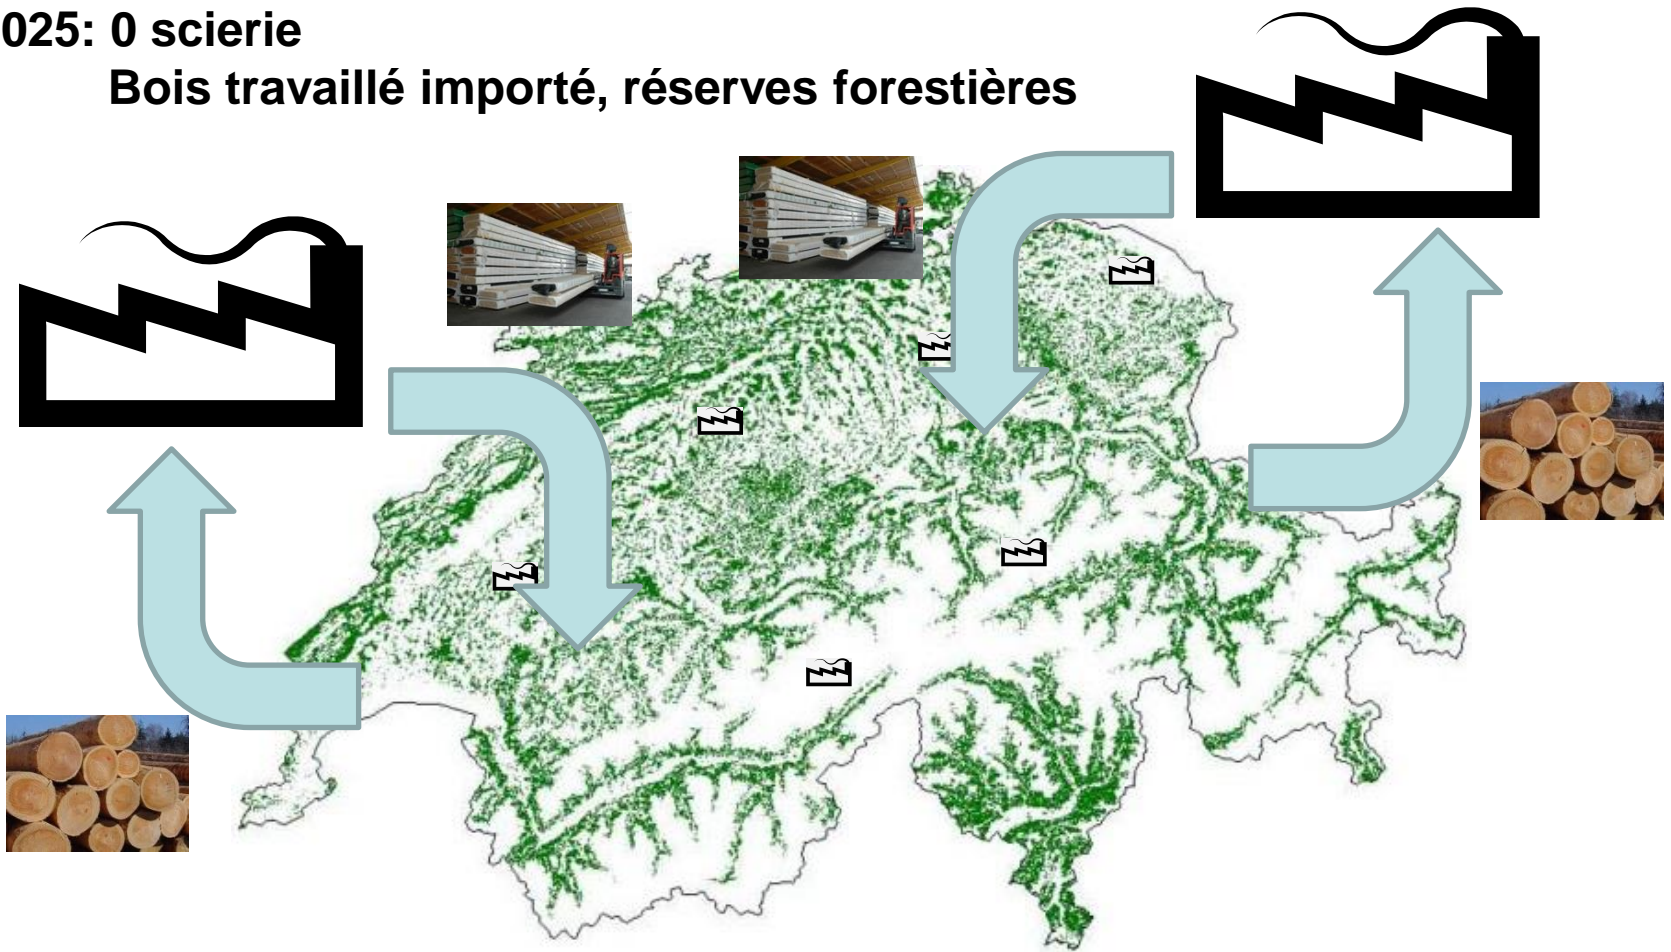 025: 0 scierie
Bois travaillé importé, réserves forestières